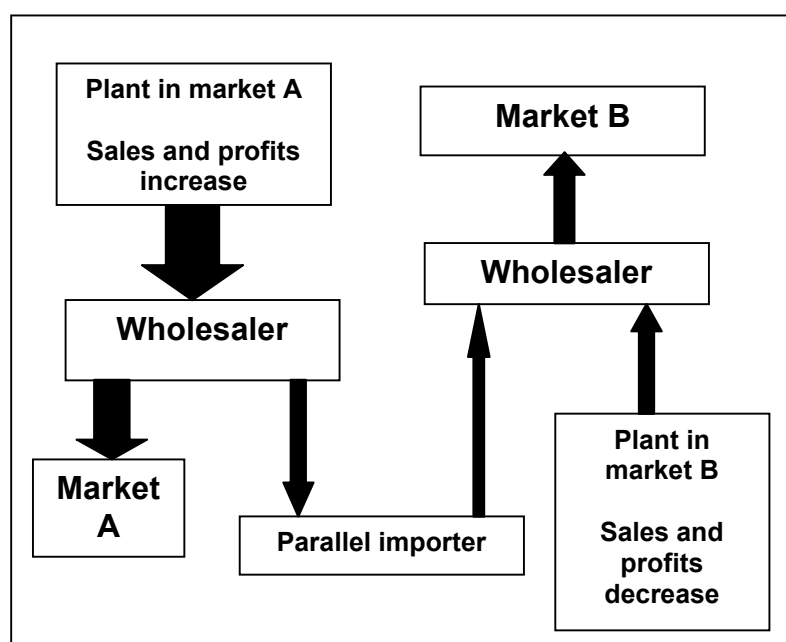 Plant in market A
Sales and profits
increase
Market B
Wholesaler
Wholesaler
Market
A
Parallel importer
Plant in
market B
Sales and
profits
decrease